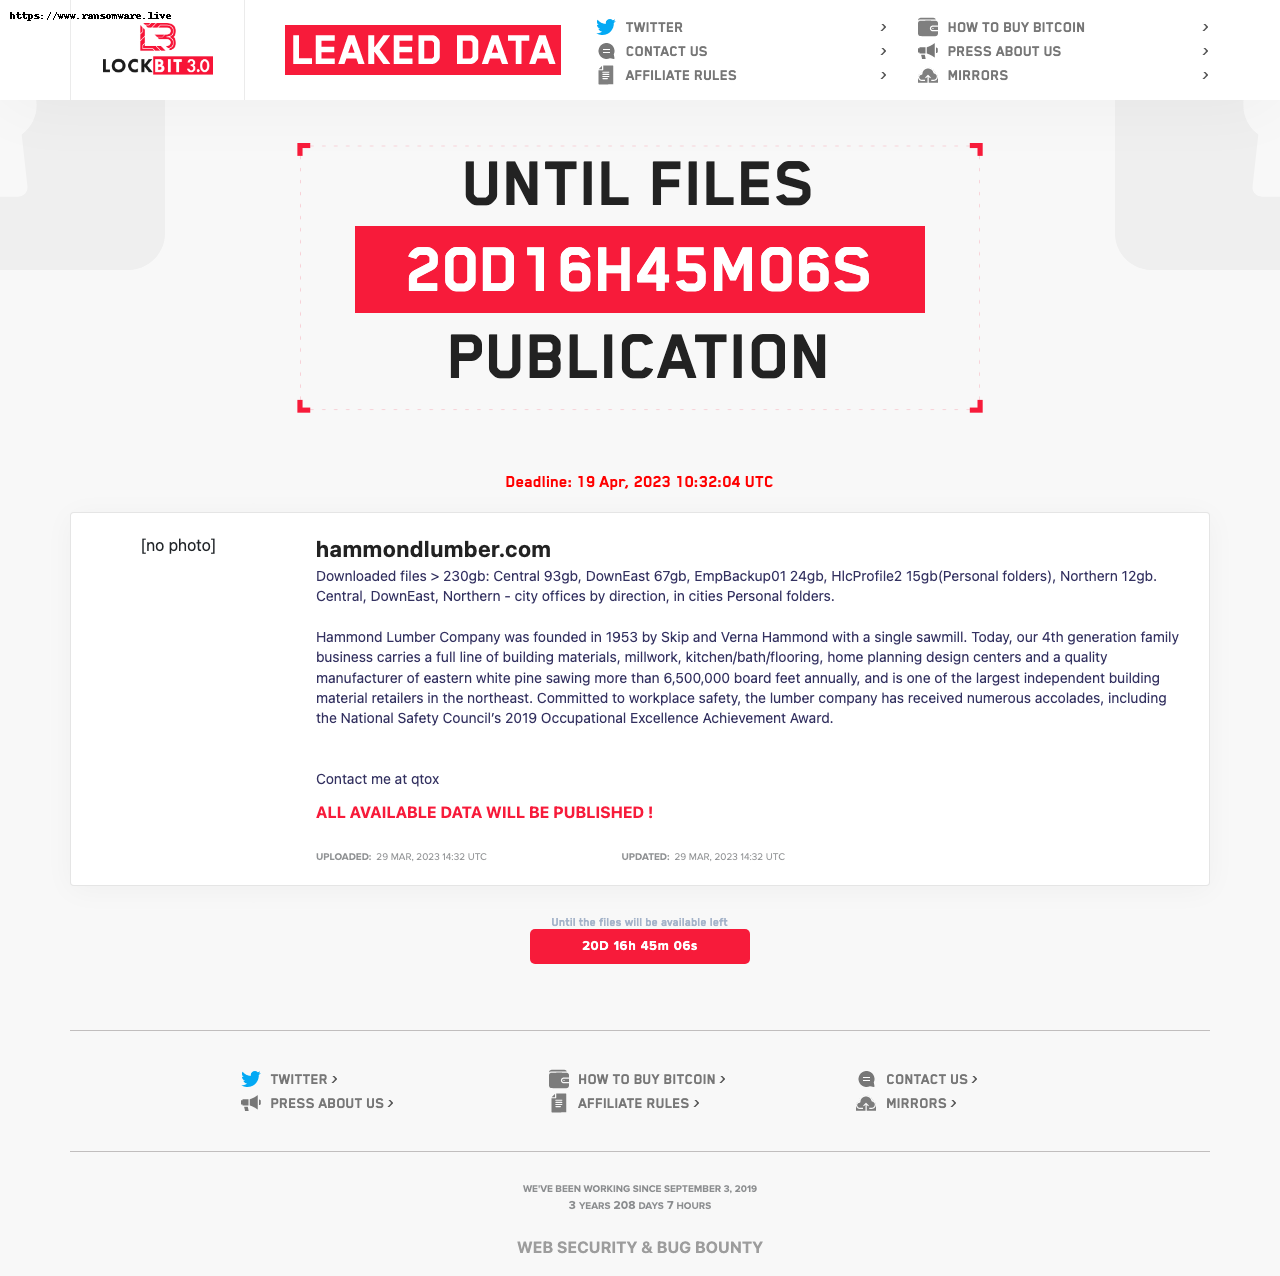 https://www.ransomware.live
LOCKBIT 3.0
LEAKED DATA
TWITTER >
CONTACT US >
AFFILIATE RULES >
HOW TO BUY BITCOIN >
PRESS ABOUT US >
MIRRORS >
UNTIL FILES
20D16H45M06S
PUBLICATION
Deadline: 19 Apr, 2023 10:32:04 UTC
[no photo]
hammondlumber.com
Downloaded files > 230gb: Central 93gb, DownEast 67gb, EmpBackup01 24gb, HlcProfile2 15gb(Personal folders), Northern 12gb.
Central, DownEast, Northern - city offices by direction, in cities Personal folders.
Hammond Lumber Company was founded in 1953 by Skip and Verna Hammond with a single sawmill. Today, our 4th generation family
business carries a full line of building materials, millwork, kitchen/bath/flooring, home planning design centers and a quality
manufacturer of eastern white pine sawing more than 6,500,000 board feet annually, and is one of the largest independent building
material retailers in the northeast. Committed to workplace safety, the lumber company has received numerous accolades, including
the National Safety Council's 2019 Occupational Excellence Achievement Award.
Contact me at qtox
ALL AVAILABLE DATA WILL BE PUBLISHED !
UPLOADED: 29 MAR, 2023 14:32 UTC
UPDATED: 29 MAR, 2023 14:32 UTC
Until the files will be available left
20D 16h 45m 06s
TWITTER >
PRESS ABOUT US >
HOW TO BUY BITCOIN >
AFFILIATE RULES >
CONTACT US >
MIRRORS >
WE'VE BEEN WORKING SINCE SEPTEMBER 3, 2019
3 YEARS 208 DAYS 7 HOURS
WEB SECURITY & BUG BOUNTY